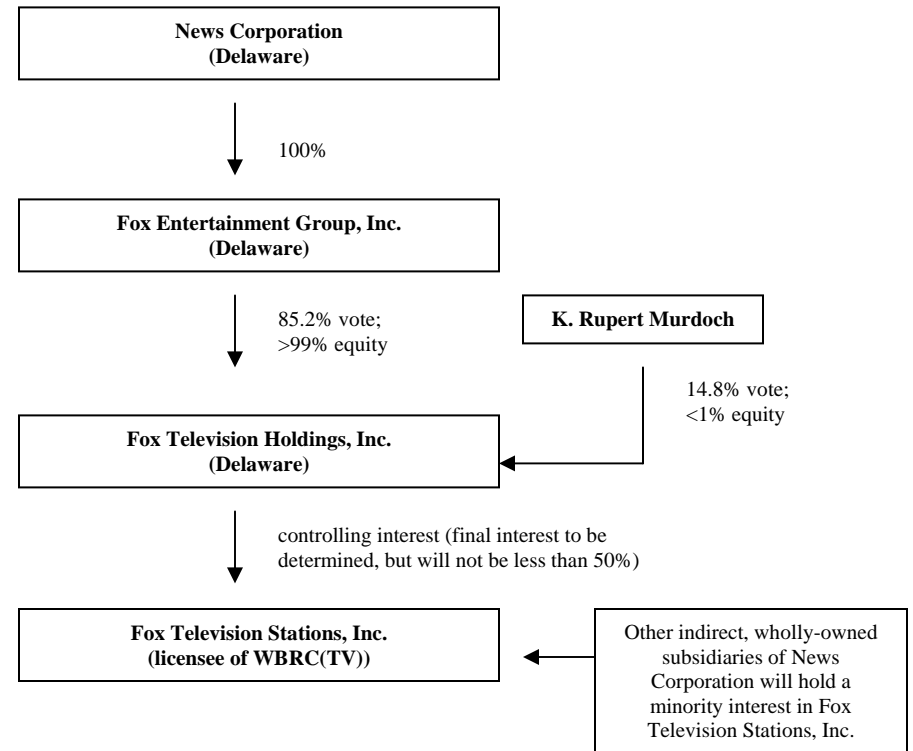 News Corporation
(Delaware)
100%
Fox Entertainment Group, Inc.
(Delaware)
85.2% vote;
>99% equity
K. Rupert Murdoch
14.8% vote;
<1% equity
Fox Television Holdings, Inc.
(Delaware)
controlling interest (final interest to be
determined, but will not be less than 50%)
Fox Television Stations, Inc.
(licensee of WBRC(TV))
Other indirect, wholly-owned
subsidiaries of News
Corporation will hold a
minority interest in Fox
Television Stations, Inc.